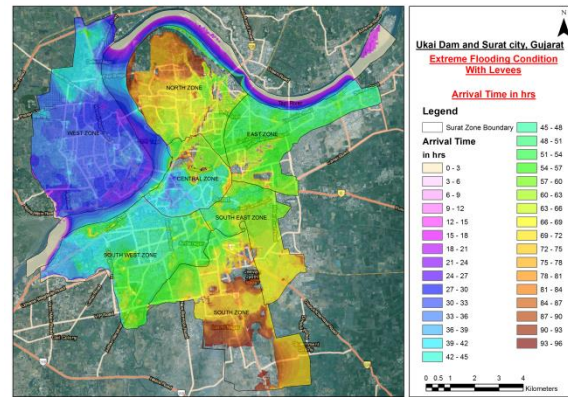 N
Ukai Dam and Surat city, Gujarat
Extreme Flooding Condition
With Levees
Arrival Time in hrs
Legend
Surat Zone Boundary
Arrival Time
in hrs
0 - 3
3 - 6
6 - 9
9 - 12
12 - 15
15 - 18
18 - 21
21 - 24
24 - 27
27 - 30
30 - 33
33 - 36
36 - 39
39 - 42
42 - 45
45 - 48
48 - 51
51 - 54
54 - 57
57 - 60
60 - 63
63 - 66
66 - 69
69 - 72
72 - 75
75 - 78
78 - 81
81 - 84
84 - 87
87 - 90
90 - 93
93 - 96
0 0.5 1 2 3 4
Kilometers
NORTH ZONE
WEST ZONE
EAST ZONE
CENTRAL ZONE
SOUTH EAST ZONE
SOUTH WEST ZONE
SOUTH ZONE